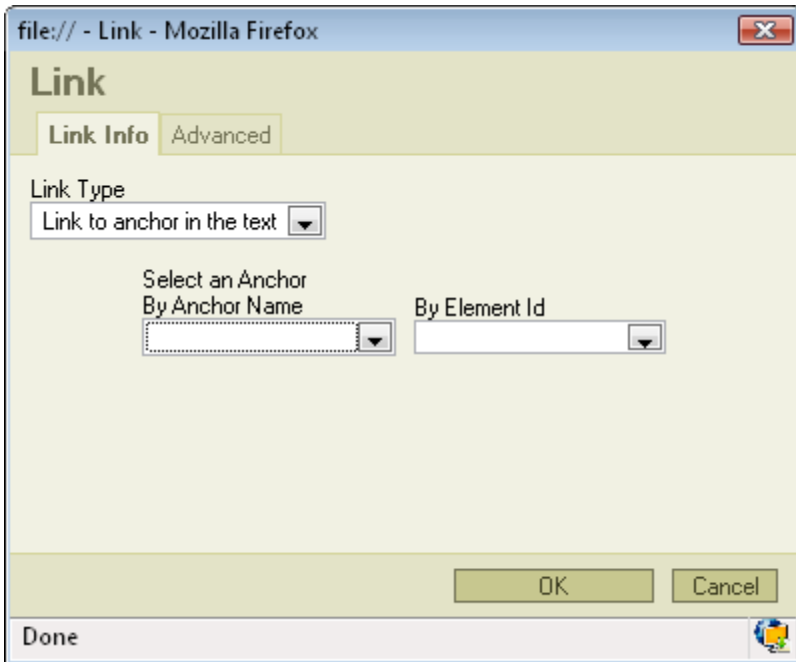 file:// - Link - Mozilla Firefox
Link
Link Info Advanced
Link Type
Link to anchor in the text
Select an Anchor
By Anchor Name By Element Id
OK Cancel
Done